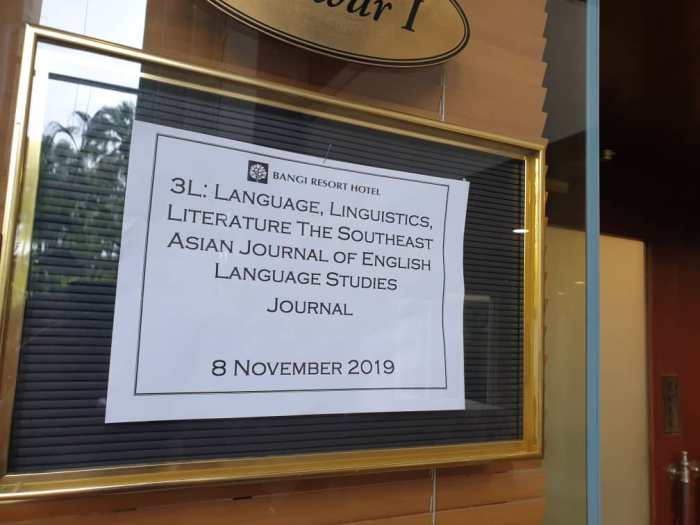 I
BANGI RESORT HOTEL
3L: LANGUAGE, LINGUISTICS,
LITERATURE THE SOUTHEAST
ASIAN JOURNAL OF ENGLISH
LANGUAGE STUDIES
JOURNAL
8 NOVEMBER 2019